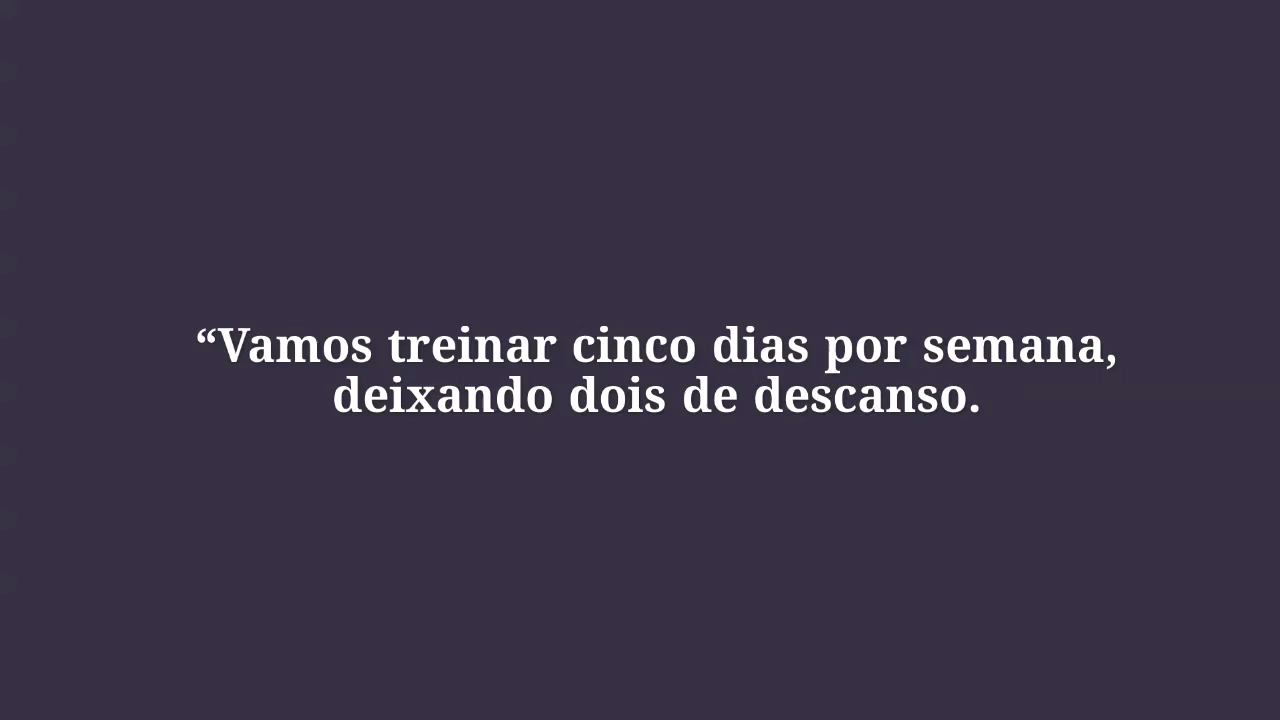 “Vamos treinar cinco dias por semana,
deixando dois de descanso.